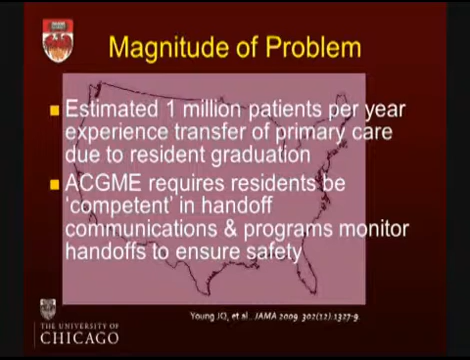 Magnitude of Problem
Estimated 1 million patients per year
experience transfer of primary care
due to resident graduation
ACGME requires residents be
‘competent’ in handoff
communications & programs monitor
handoffs to ensure safety
Young JQ, et al.. JAMA 2009. 302(12):1327-9.
THE UNIVERSITY OF
CHICAGO